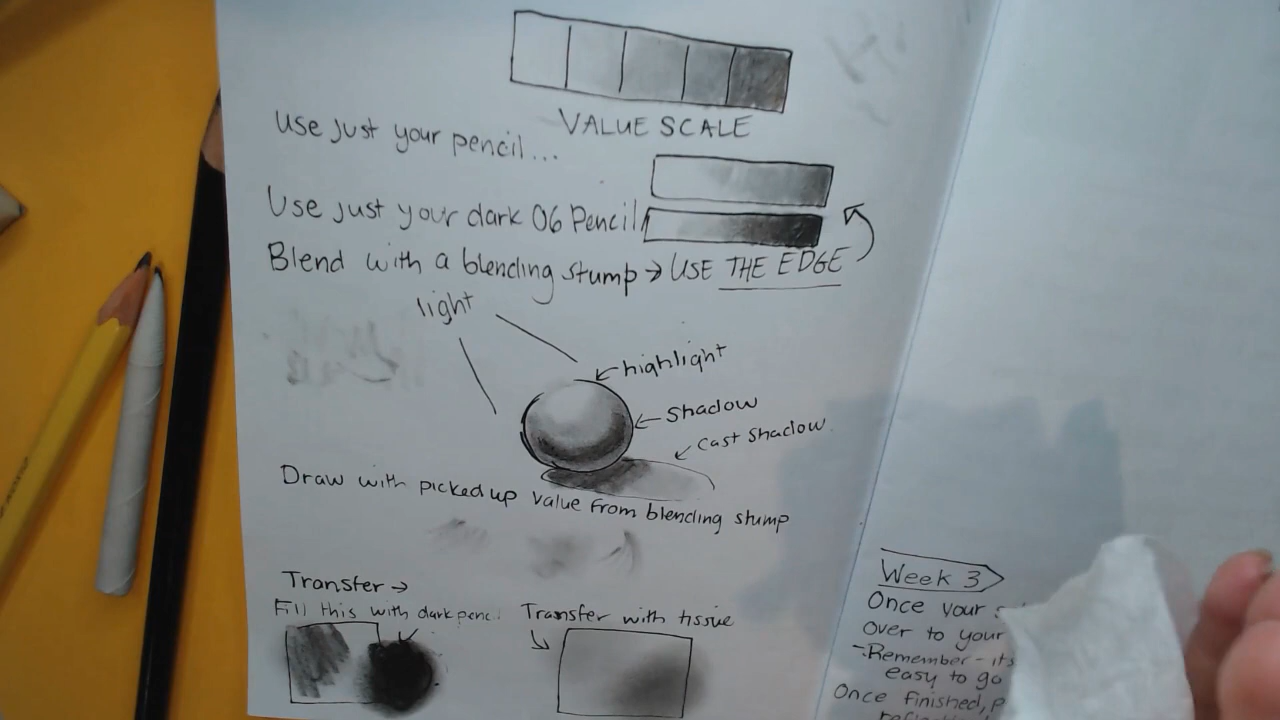 VALUE SCALE
Use just your pencil...
Use just your dark 06 Pencil
Blend with a blending stump → USE THE EDGE
light
highlight
Shadow
Cast Shadow
Draw with picked up value from blending stump
Transfer →
Fill this with dark
Transfer with tissue
Week 3
Once your
Over to your
- Remember - its
easy to go
Once finished,